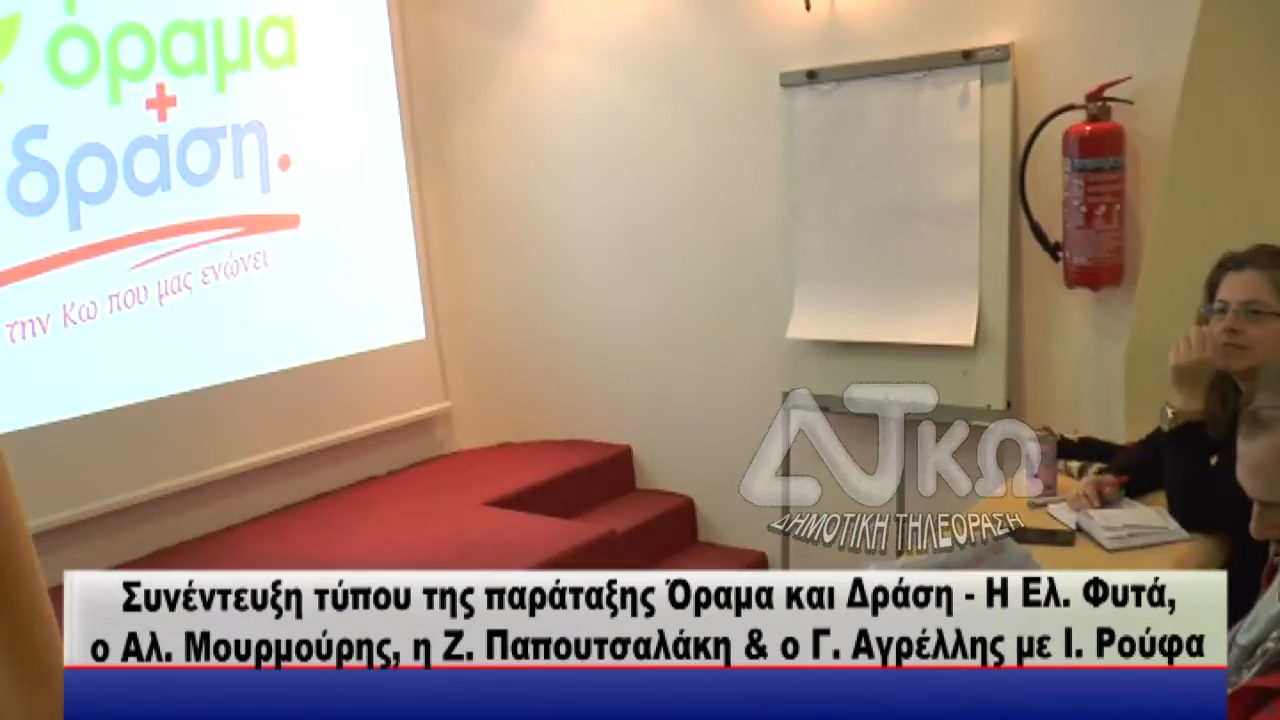 όραμα
+
δράση.
την Κω που μας ενώνει
ΔΤΚΩ
ΔΗΜΟΤΙΚΗ ΤΗΛΕΟΡΑΣΗ
Συνέντευξη τύπου της παράταξης Όραμα και Δράση - Η Ελ. Φυτά,
ο Αλ. Μουρμούρης, η Ζ. Παπουτσαλάκη & ο Γ. Αγρέλλης με Ι. Ρούφα